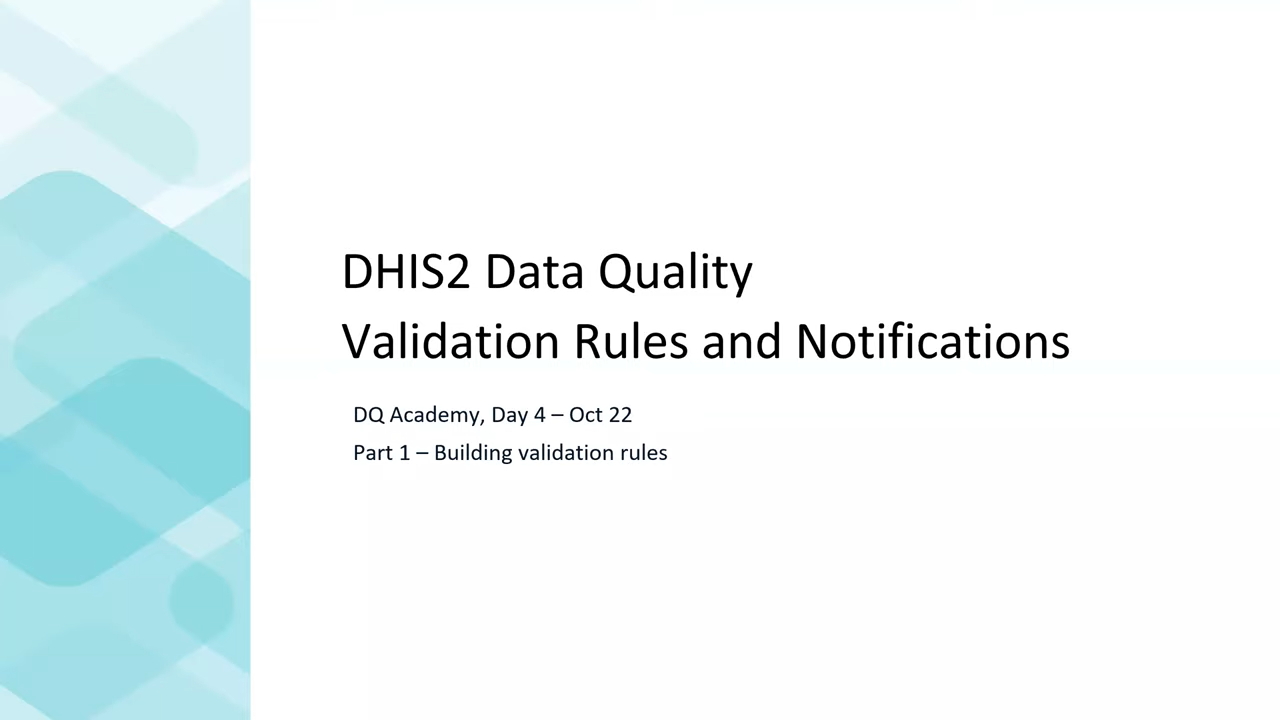 DHIS2 Data Quality
Validation Rules and Notifications
DQ Academy, Day 4 – Oct 22
Part 1 – Building validation rules